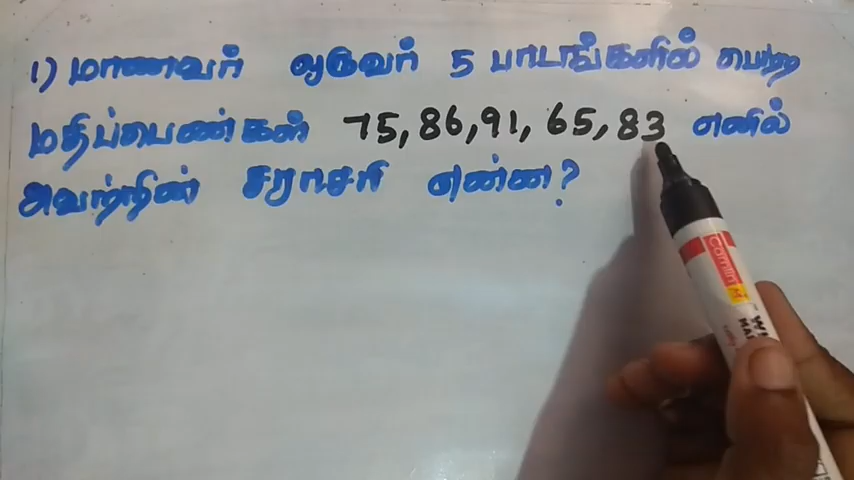 1) மாணவர் ஒருவர் 5 பாடங்களில் பெற்ற
மதிப்பெண்கள் 75, 86, 91, 65, 83 எனில்
அவற்றின் சராசரி என்ன?
Camlin